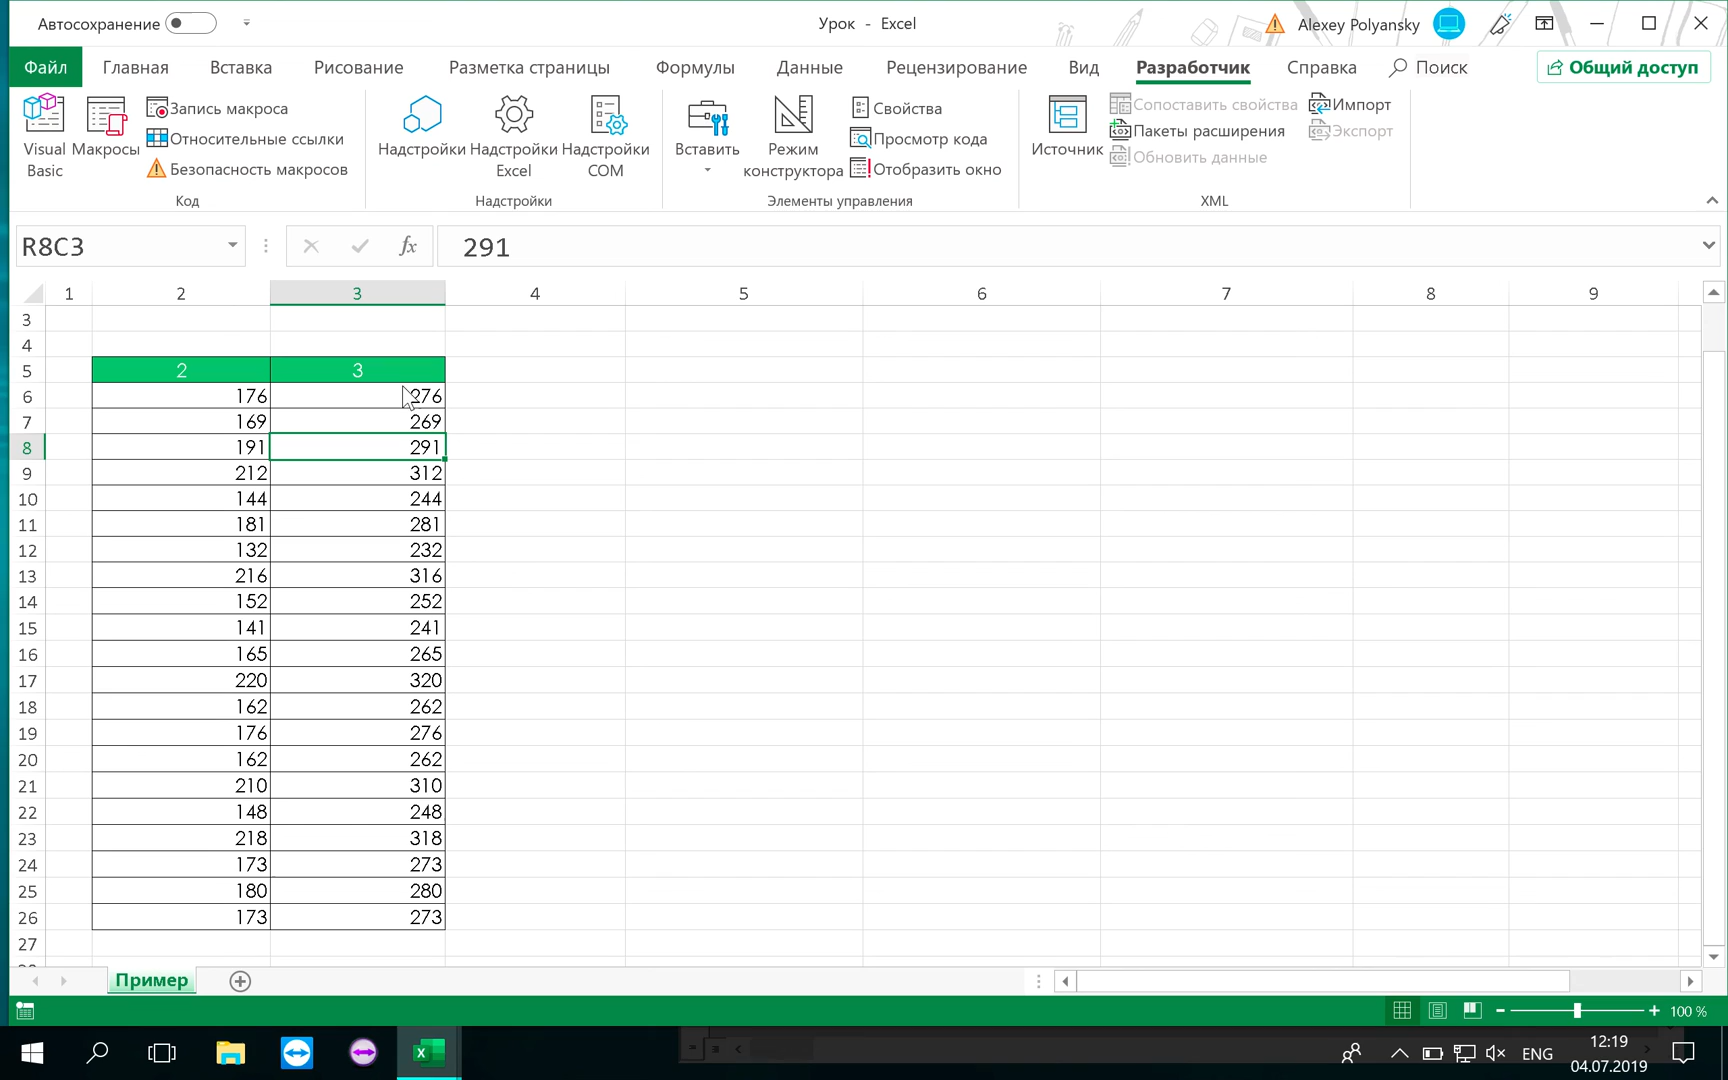 Автосохранение
Урок - Excel
Alexey Polyansky
Файл Главная Вставка Рисование Разметка страницы Формулы Данные Рецензирование Вид Разработчик Справка Поиск Общий доступ
Visual Basic
Макросы
Запись макроса
Относительные ссылки
Безопасность макросов
Код
Надстройки
Надстройки Excel
Надстройки COM
Надстройки
Вставить
Режим конструктора
Свойства
Просмотр кода
Отобразить окно
Элементы управления
Источник
Сопоставить свойства
Пакеты расширения
Обновить данные
Импорт
Экспорт
XML
R8C3 fx 291
1 2 3 4 5 6 7 8 9
3
4
5 2 3
6 176 276
7 169 269
8 191 291
9 212 312
10 144 244
11 181 281
12 132 232
13 216 316
14 152 252
15 141 241
16 165 265
17 220 320
18 162 262
19 176 276
20 162 262
21 210 310
22 148 248
23 218 318
24 173 273
25 180 280
26 173 273
27
Пример
100 %
ENG
12:19
04.07.2019